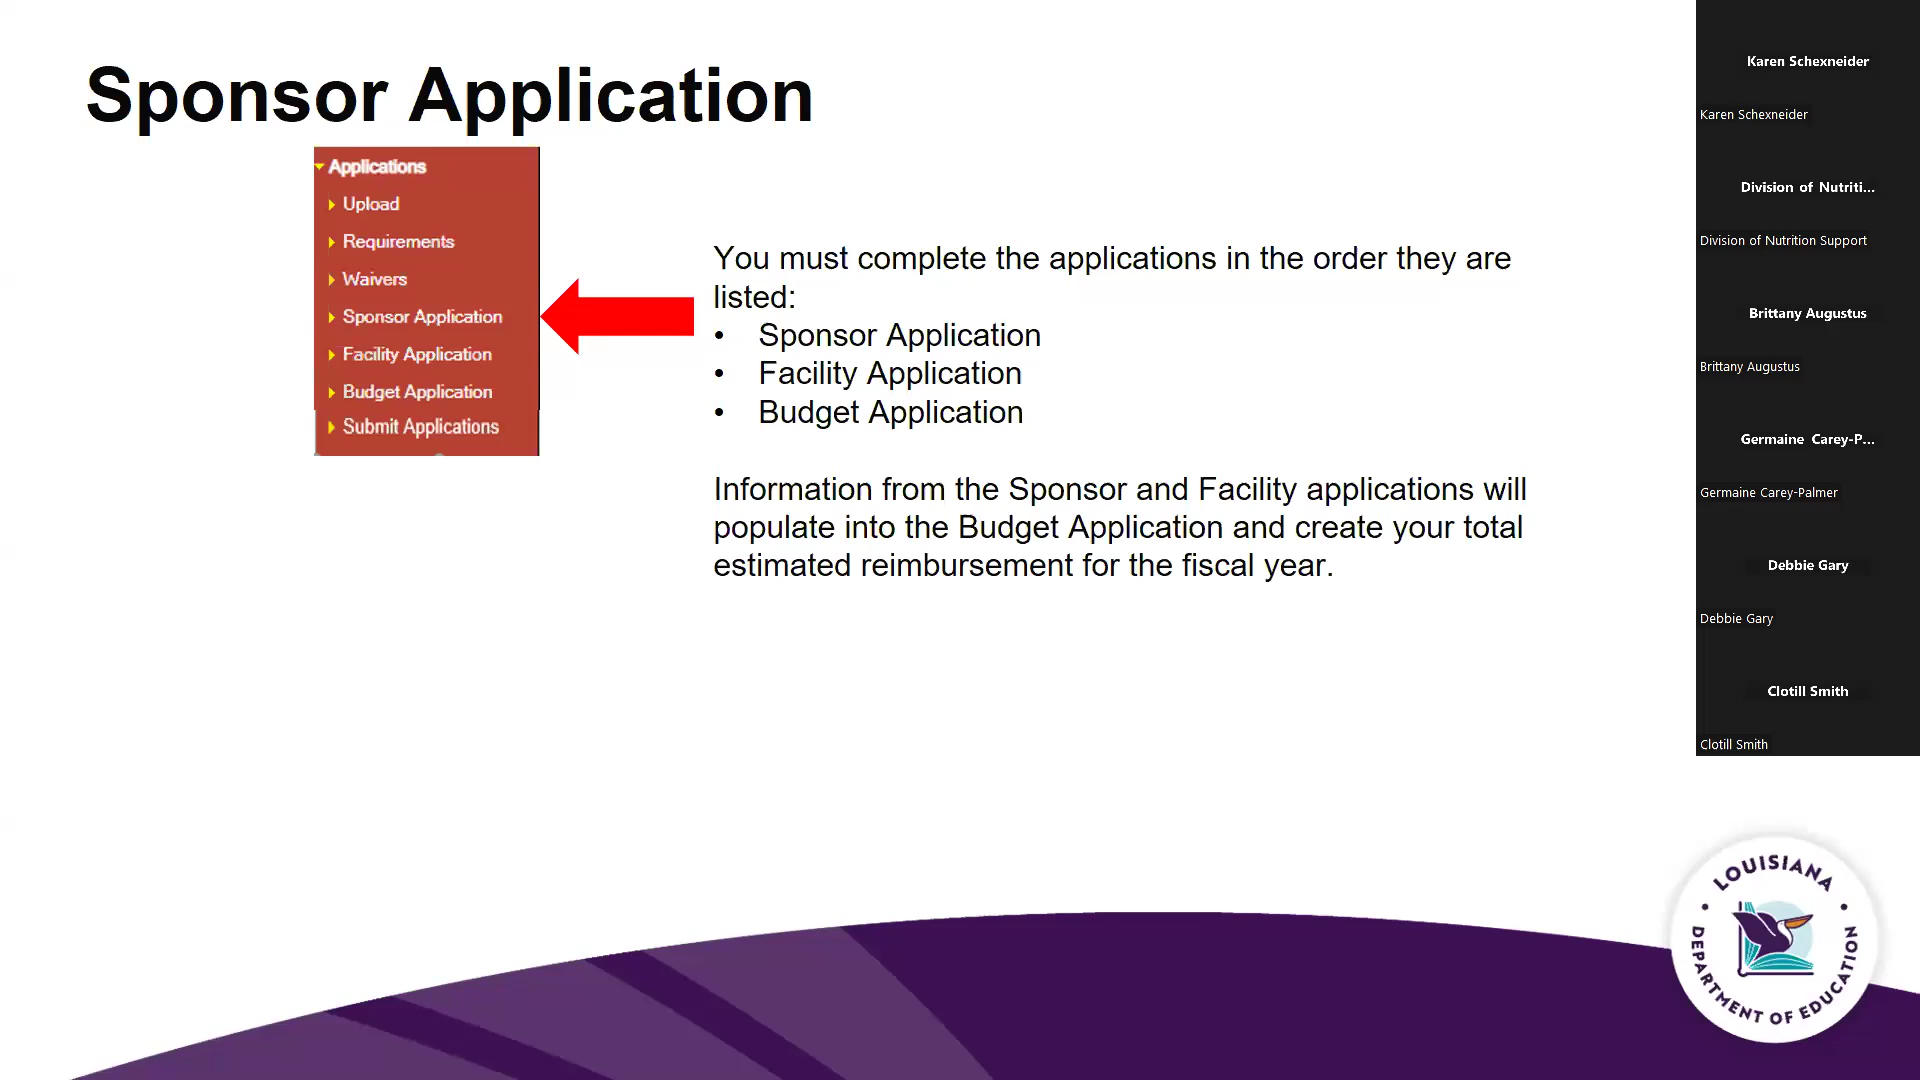 Sponsor Application
Applications
Upload
Requirements
Waivers
Sponsor Application
Facility Application
Budget Application
Submit Applications
You must complete the applications in the order they are
listed:
• Sponsor Application
• Facility Application
• Budget Application
Information from the Sponsor and Facility applications will
populate into the Budget Application and create your total
estimated reimbursement for the fiscal year.
Karen Schexneider
Karen Schexneider
Division of Nutriti...
Division of Nutrition Support
Brittany Augustus
Brittany Augustus
Germaine Carey-P...
Germaine Carey-Palmer
Debbie Gary
Debbie Gary
Clotill Smith
Clotill Smith
LOUISIANA
DEPARTMENT OF EDUCATION